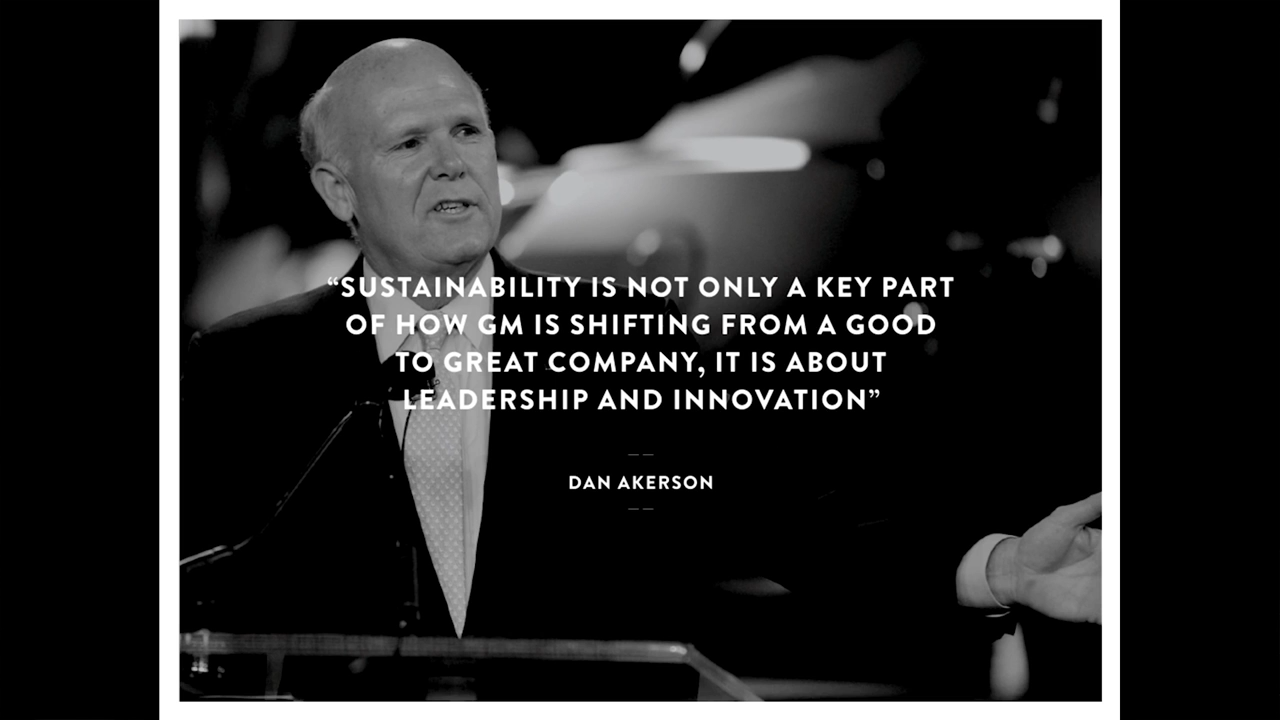 “SUSTAINABILITY IS NOT ONLY A KEY PART
OF HOW GM IS SHIFTING FROM A GOOD
TO GREAT COMPANY, IT IS ABOUT
LEADERSHIP AND INNOVATION”
DAN AKERSON